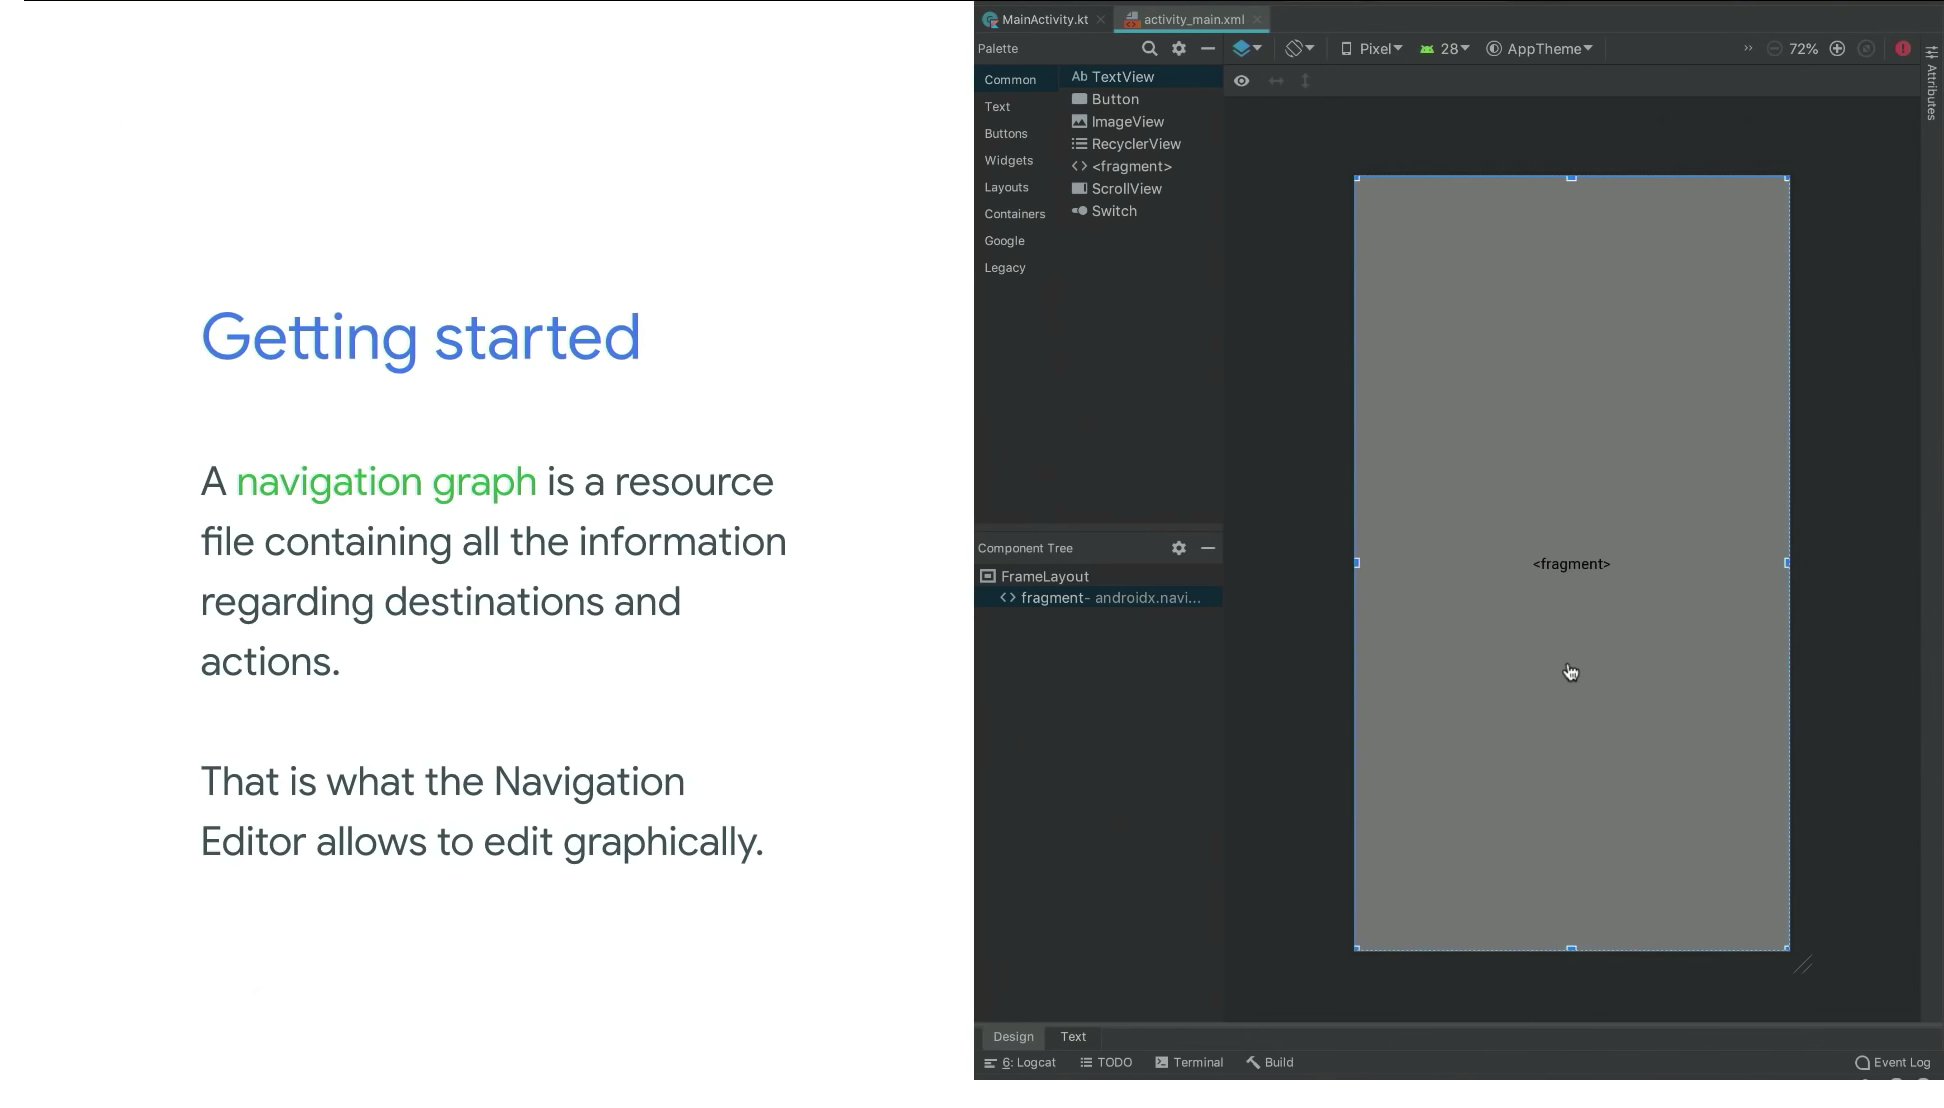 Getting started
A navigation graph is a resource
file containing all the information
regarding destinations and
actions.
That is what the Navigation
Editor allows to edit graphically.
MainActivity.kt
activity_main.xml
Palette
Pixel
28
AppTheme
72%
Attributes
Common
Text
Buttons
Widgets
Layouts
Containers
Google
Legacy
Ab TextView
Button
ImageView
RecyclerView
<fragment>
ScrollView
Switch
<fragment>
Component Tree
FrameLayout
fragment- androidx.navi...
Design Text
6: Logcat TODO Terminal Build Event Log